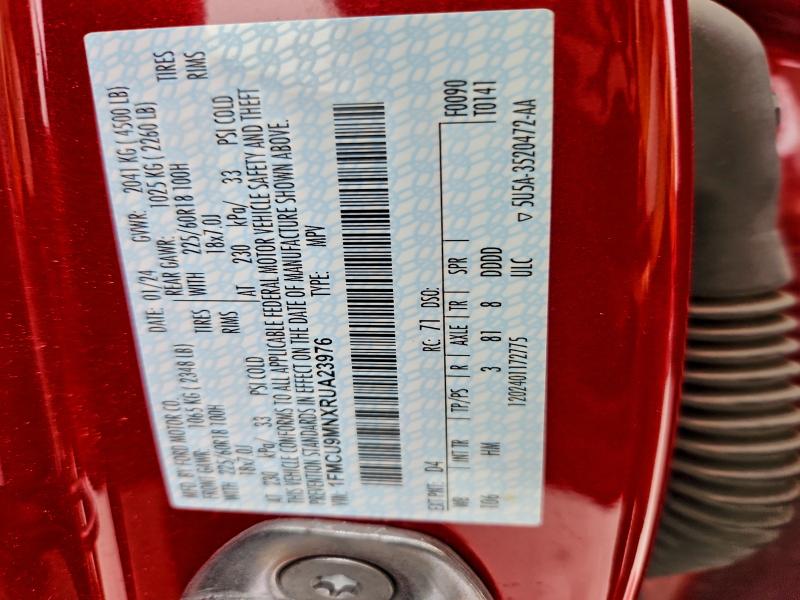 MFD. BY FORD MOTOR CO.
DATE: 01/24 GVWR: 2041 KG ( 4500 LB)
FRONT GAWR: 1065 KG ( 2348 LB) REAR GAWR: 1025 KG ( 2260 LB)
WITH 225/60R18 100H TIRES WITH 225/60R18 100H TIRES
18x7.0J RIMS 18x7.0J RIMS
AT 230 kPa/ 33 PSI COLD AT 230 kPa/ 33 PSI COLD
THIS VEHICLE CONFORMS TO ALL APPLICABLE FEDERAL MOTOR VEHICLE SAFETY AND THEFT
PREVENTION STANDARDS IN EFFECT ON THE DATE OF MANUFACTURE SHOWN ABOVE.
VIN: 1FMCU9MNXRUA23976 TYPE: MPV
EXT PNT: D4 RC: 71 DSO: F0090
WB INT TR TP/PS R AXLE TR SPR T0141
106 HM 3 81 8 DDDD
120240117277​5 ULC ▽ 5U5A-3520472-AA